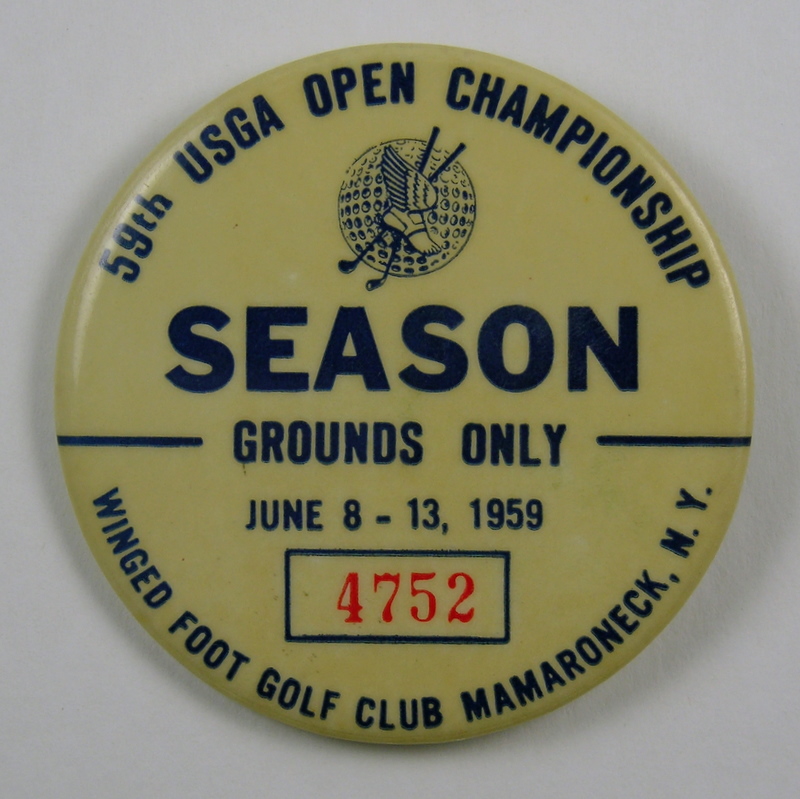 59th USGA OPEN CHAMPIONSHIP
SEASON
GROUNDS ONLY
JUNE 8 - 13, 1959
4752
WINGED FOOT GOLF CLUB MAMARONECK, N.Y.